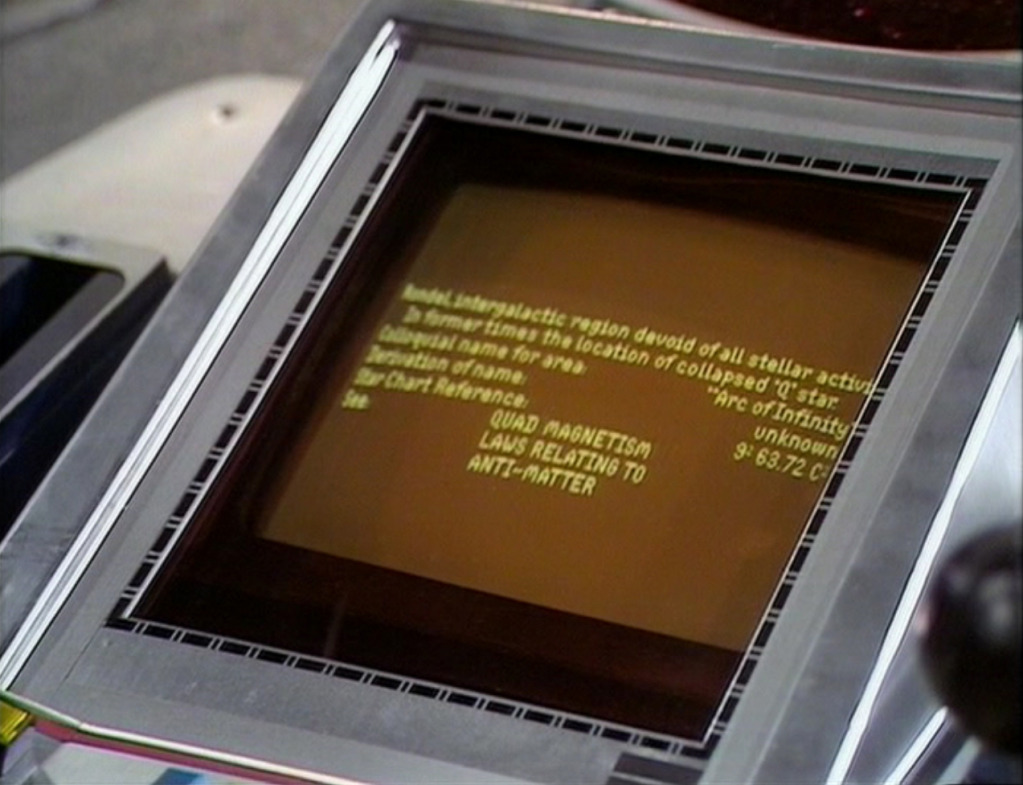 Rondel, intergalactic region devoid of all stellar activi
In former times the location of collapsed 'Q' star.
Colloquial name for area. "Arc of Infinity"
Derivation of name. unknown
Star Chart Reference. 9: 63.72 C:
See.
QUAD MAGNETISM
LAWS RELATING TO
ANTI-MATTER